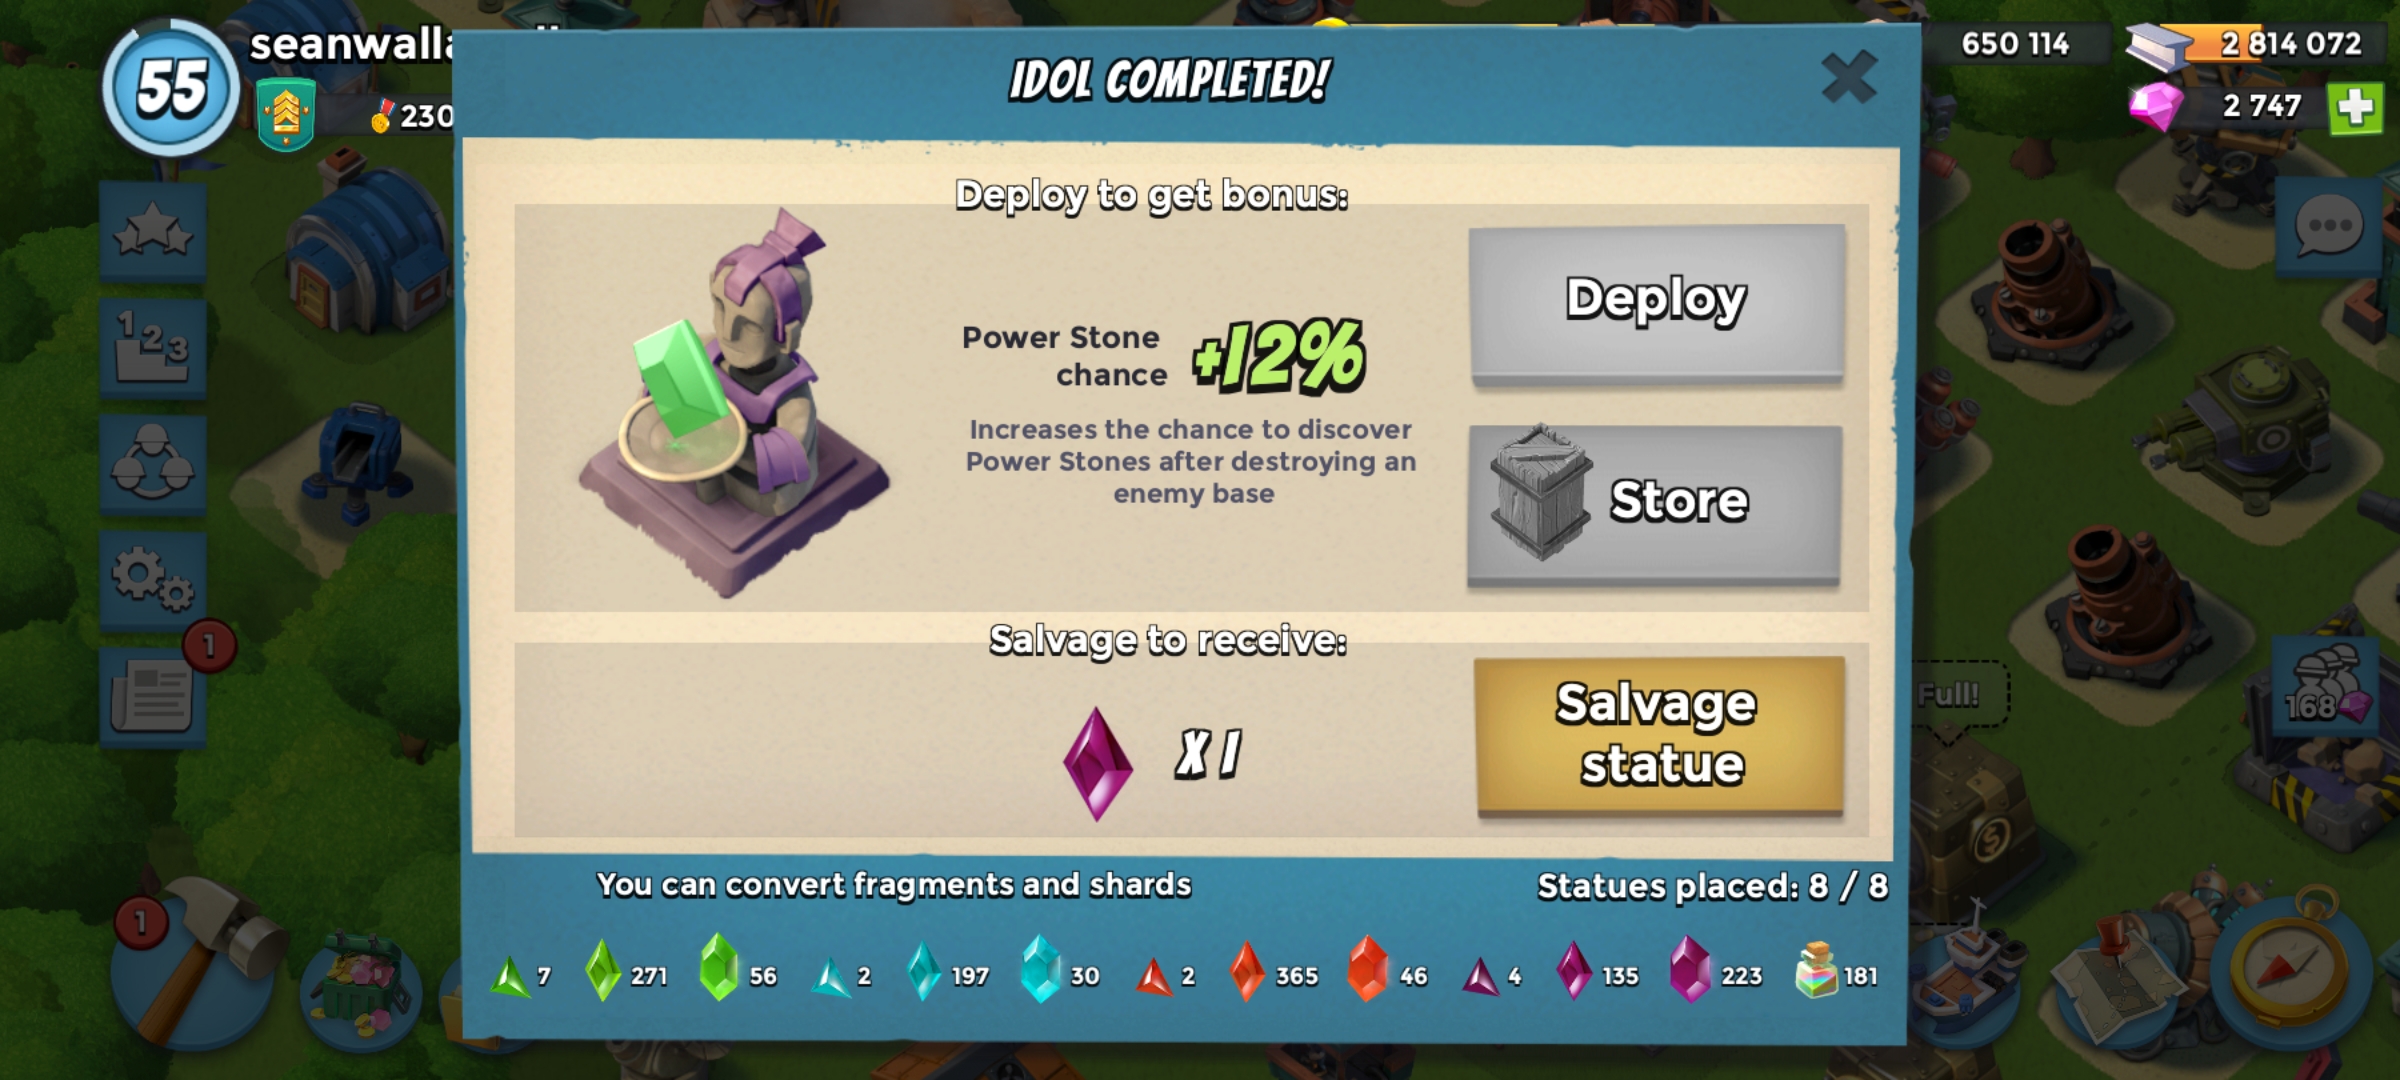 55
230
650 114
2 814 072
2 747
IDOL COMPLETED!
Deploy to get bonus:
Power Stone
chance
+12%
Increases the chance to discover
Power Stones after destroying an
enemy base
Deploy
Store
Salvage to receive:
X 1
Salvage
statue
1 2 3
1
168
Full!
You can convert fragments and shards
Statues placed: 8 / 8
1
7 271 56 2 197 30 2 365 46 4 135 223 181